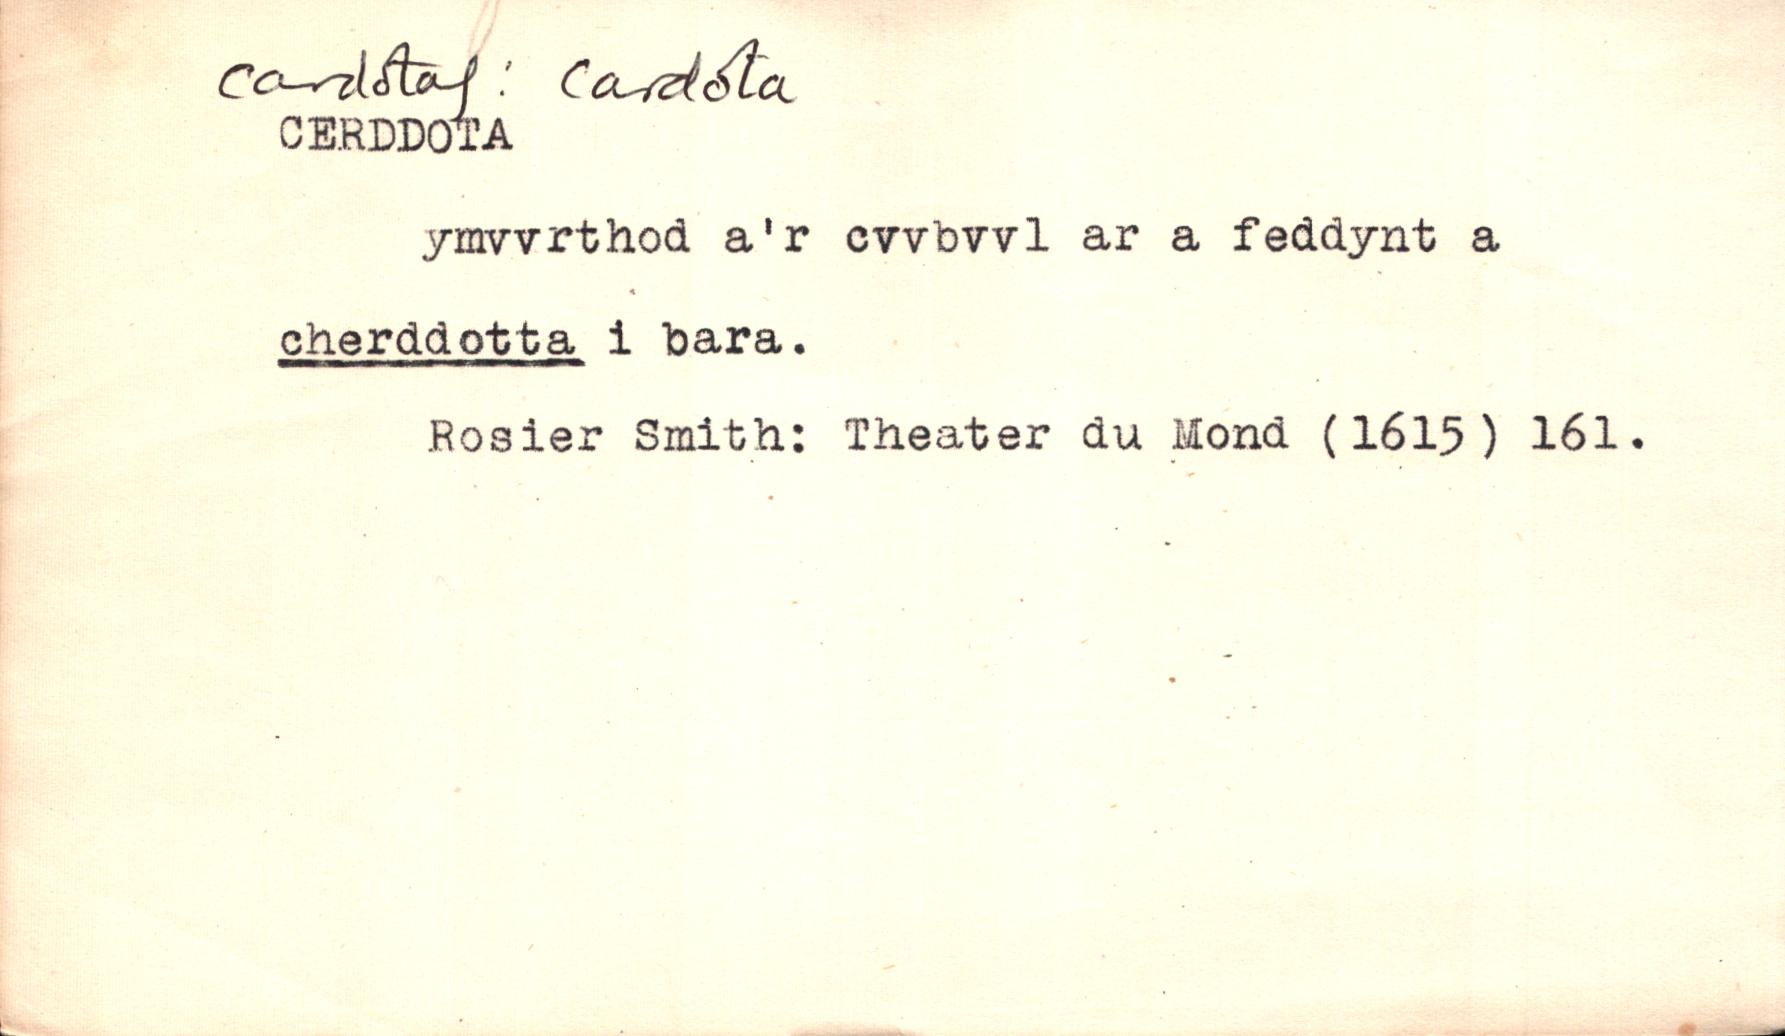 cardotaf: cardota
CERDDOTA
ymvvrthod a'r cvvbvvl ar a feddynt a
cherddotta i bara.
Rosier Smith: Theater du Mond (1615) 161.